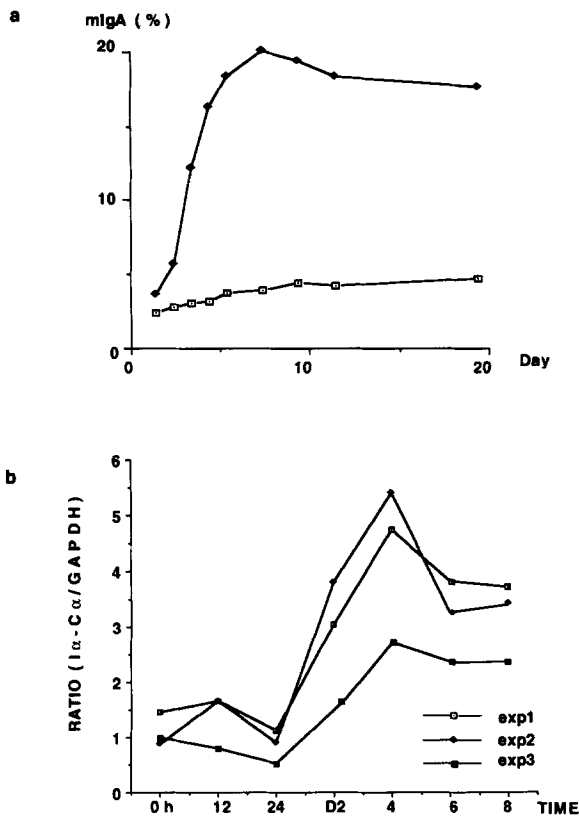 a
mIgA ( % )
20
10
0
0 10 20
Day
b
RATIO ( Iα-Cα/GAPDH)
6
5
4
3
2
1
0
0 h 12 24 D2 4 6 8 TIME
exp1
exp2
exp3